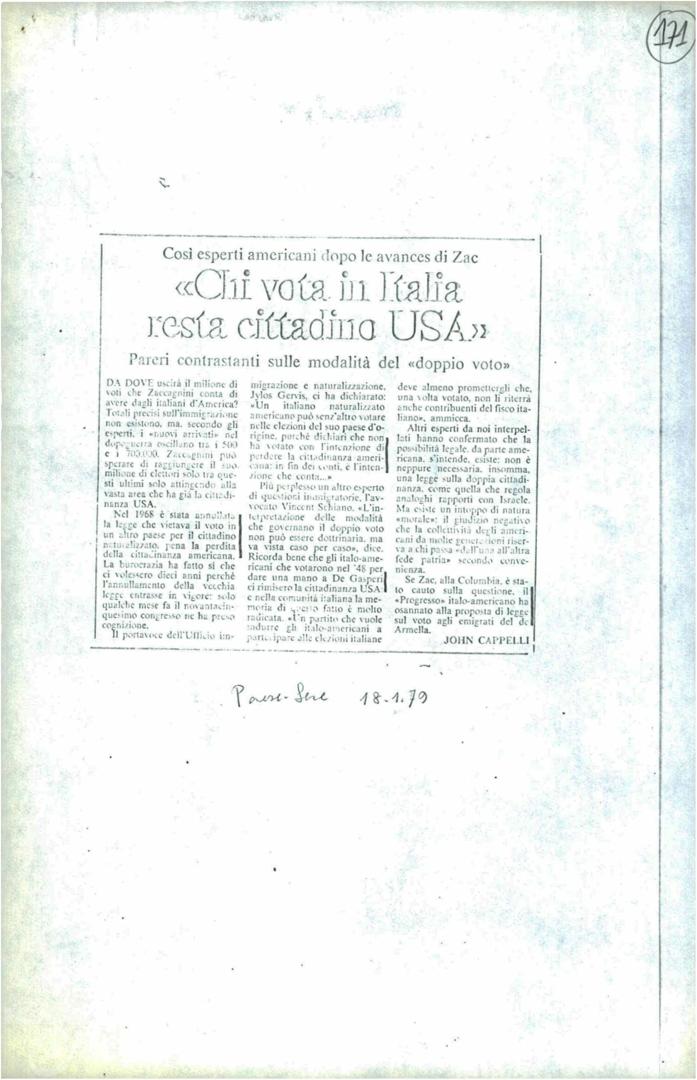 171
Così esperti americani dopo le avances di Zac
«Chi vota in Italia
resta cittadino USA»
Pareri contrastanti sulle modalità del «doppio voto»
DA DOVE uscirà il milione di
voti che Zaccagnini conta di
avere dagli italiani d'America?
Totali precisi sull'immigrazione
non esistono, ma, secondo gli
esperti, i «nuovi arrivati» nel
dopoguerra oscillano tra i 500
e i 700.000. Zaccagnini può
sperare di raggiungere il suo
milione di elettori solo tra que-
sti ultimi solo attingendo alla
vasta area che ha già la cittadi-
nanza USA.
Nel 1968 è stata annullata
la legge che vietava il voto in
un altro paese per il cittadino
naturalizzato, pena la perdita
della cittadinanza americana.
La burocrazia ha fatto sì che
ci volessero dieci anni perché
l'annullamento della vecchia
legge entrasse in vigore: solo
qualche mese fa il novantacin-
quesimo congresso ne ha preso
cognizione.
Il portavoce dell'Ufficio im-
migrazione e naturalizzazione,
Jylos Gervis, ci ha dichiarato:
«Un italiano naturalizzato
americano può senz'altro votare
nelle elezioni del suo paese d'o-
rigine, purché dichiari che non
ha votato con l'intenzione di
perdere la cittadinanza ameri-
cana: in fin dei conti, è l'inten-
zione che conta...»
Più perplesso un altro esperto
di questioni immigratorie, l'av-
vocato Vincent Schiano. «L'in-
terpretazione delle modalità
che governano il doppio voto
non può essere dottrinaria, ma
va vista caso per caso», dice.
Ricorda bene che gli italo-ame-
ricani che votarono nel '48 per
dare una mano a De Gasperi
ci rimisero la cittadinanza USA
e nella comunità italiana la me-
moria di questo fatto è molto
radicata. «Un partito che vuole
indurre gli italo-americani a
partecipare alle elezioni italiane
deve almeno promettergli che,
una volta votato, non li riterrà
anche contribuenti del fisco ita-
liano», ammicca.
Altri esperti da noi interpel-
lati hanno confermato che la
possibilità legale, da parte ame-
ricana, s'intende, esiste; non è
neppure necessaria, insomma,
una legge sulla doppia cittadi-
nanza, come quella che regola
analoghi rapporti con Israele.
Ma esiste un intoppo di natura
«morale»: il giudizio negativo
che la collettività degli ameri-
cani da molte generazioni riser-
va a chi passa «dall'una all'altra
fede patria» secondo conve-
nienza.
Se Zac, alla Columbia, è sta-
to cauto sulla questione, il
«Progresso» italo-americano ha
osannato alla proposta di legge
sul voto agli emigrati del dc
Armella.
JOHN CAPPELLI
Paese-Sera 18.1.79